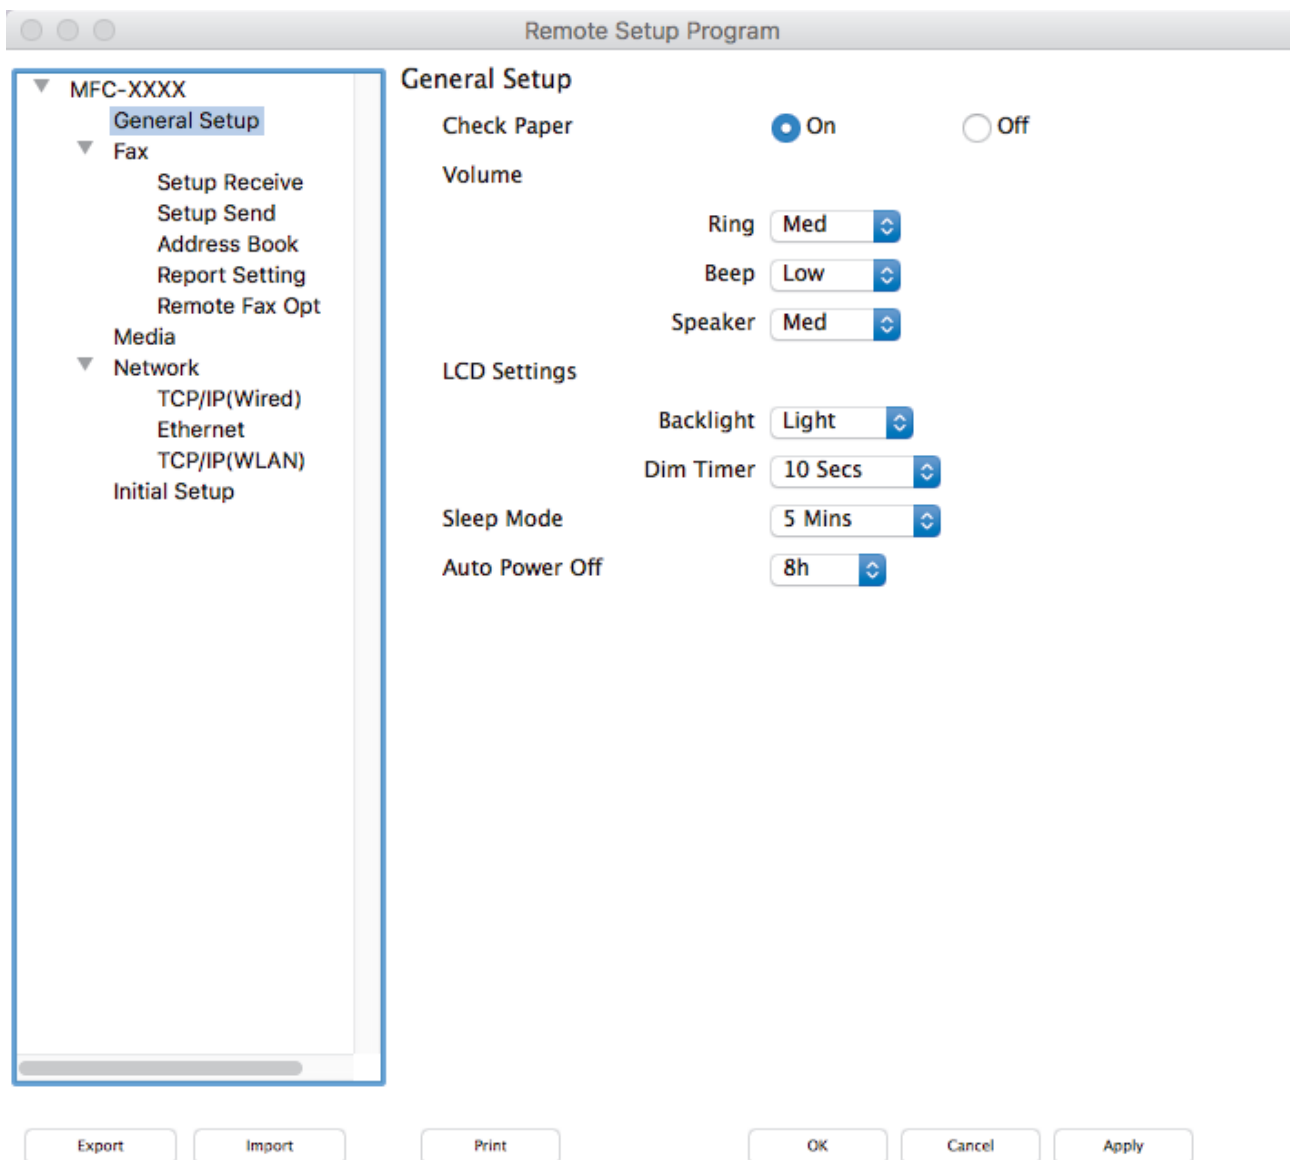 Remote Setup Program
MFC-XXXX
General Setup
Fax
Setup Receive
Setup Send
Address Book
Report Setting
Remote Fax Opt
Media
Network
TCP/IP(Wired)
Ethernet
TCP/IP(WLAN)
Initial Setup
General Setup
Check Paper On Off
Volume
Ring Med
Beep Low
Speaker Med
LCD Settings
Backlight Light
Dim Timer 10 Secs
Sleep Mode 5 Mins
Auto Power Off 8h
Export Import Print OK Cancel Apply